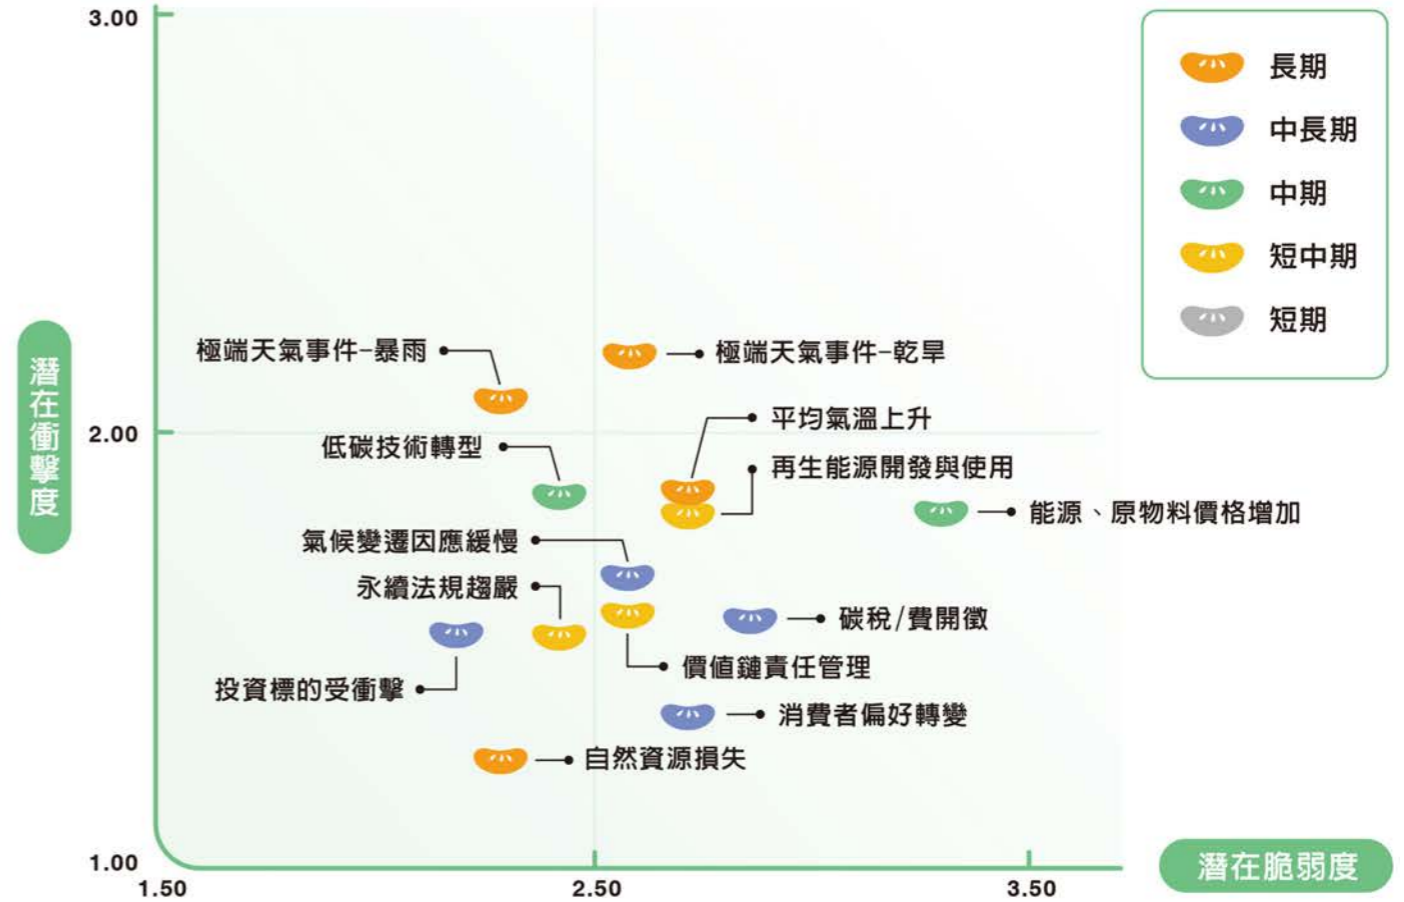 3.00
長期
中長期
中期
短中期
短期
極端天氣事件-暴雨
極端天氣事件-乾旱
潛在衝擊度
2.00
平均氣溫上升
低碳技術轉型
再生能源開發與使用
能源、原物料價格增加
氣候變遷因應緩慢
永續法規趨嚴
碳稅/費開徵
價值鏈責任管理
投資標的受衝擊
消費者偏好轉變
自然資源損失
1.00
潛在脆弱度
1.50
2.50
3.50